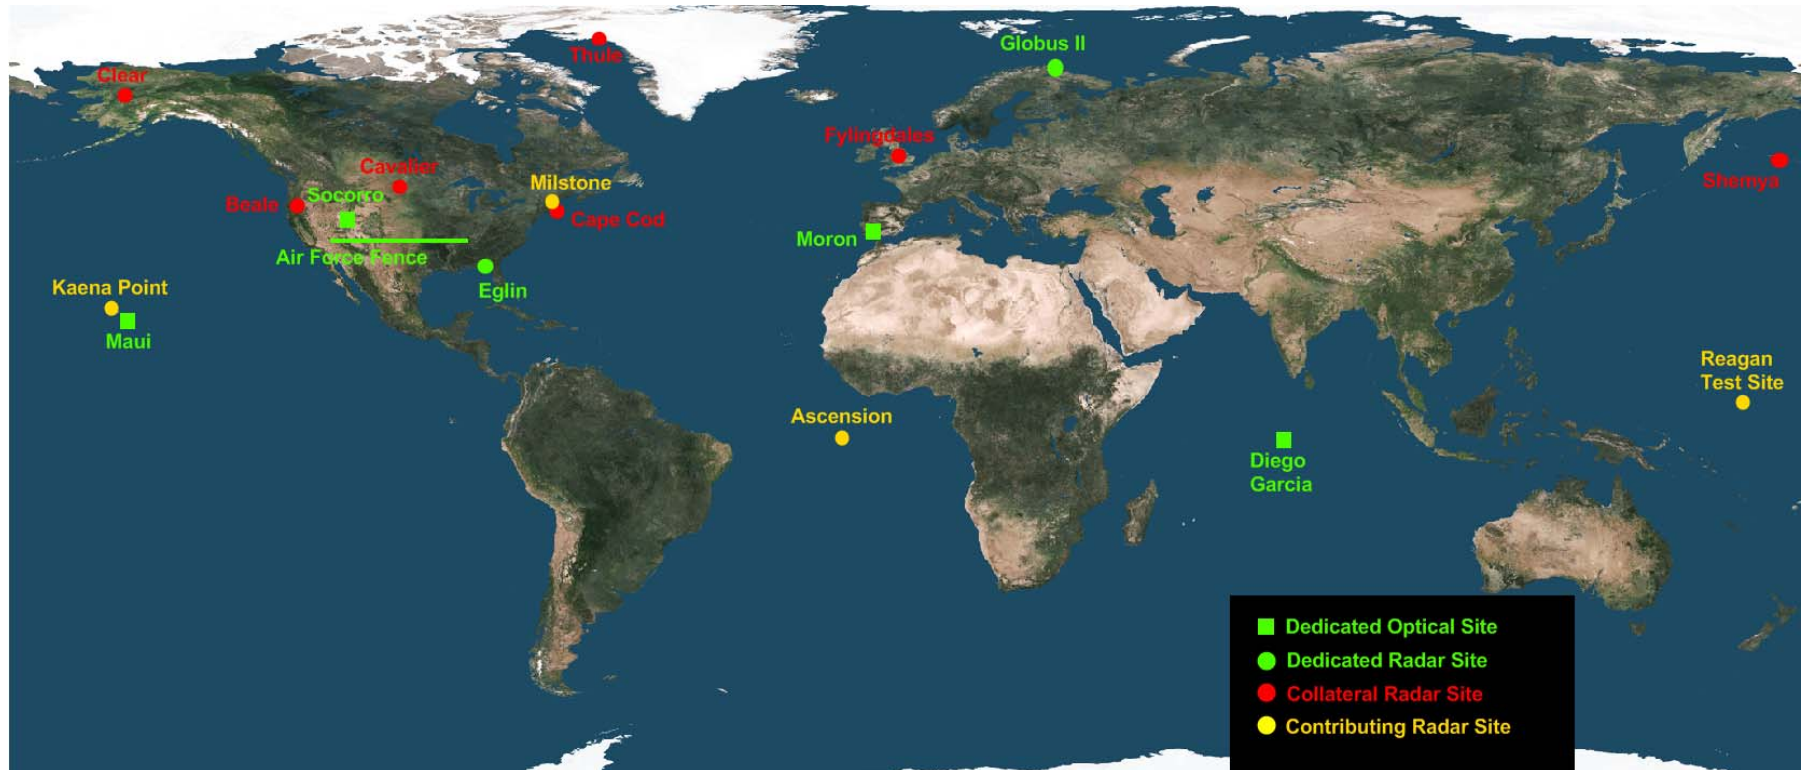 Globus II
Thule
Clear
Fylingdales
Cavalier
Milstone
Shemya
Socorro
Beale
Cape Cod
Moron
Air Force Fence
Kaena Point
Eglin
Maui
Reagan
Test Site
Ascension
Diego
Garcia
Dedicated Optical Site
Dedicated Radar Site
Collateral Radar Site
Contributing Radar Site